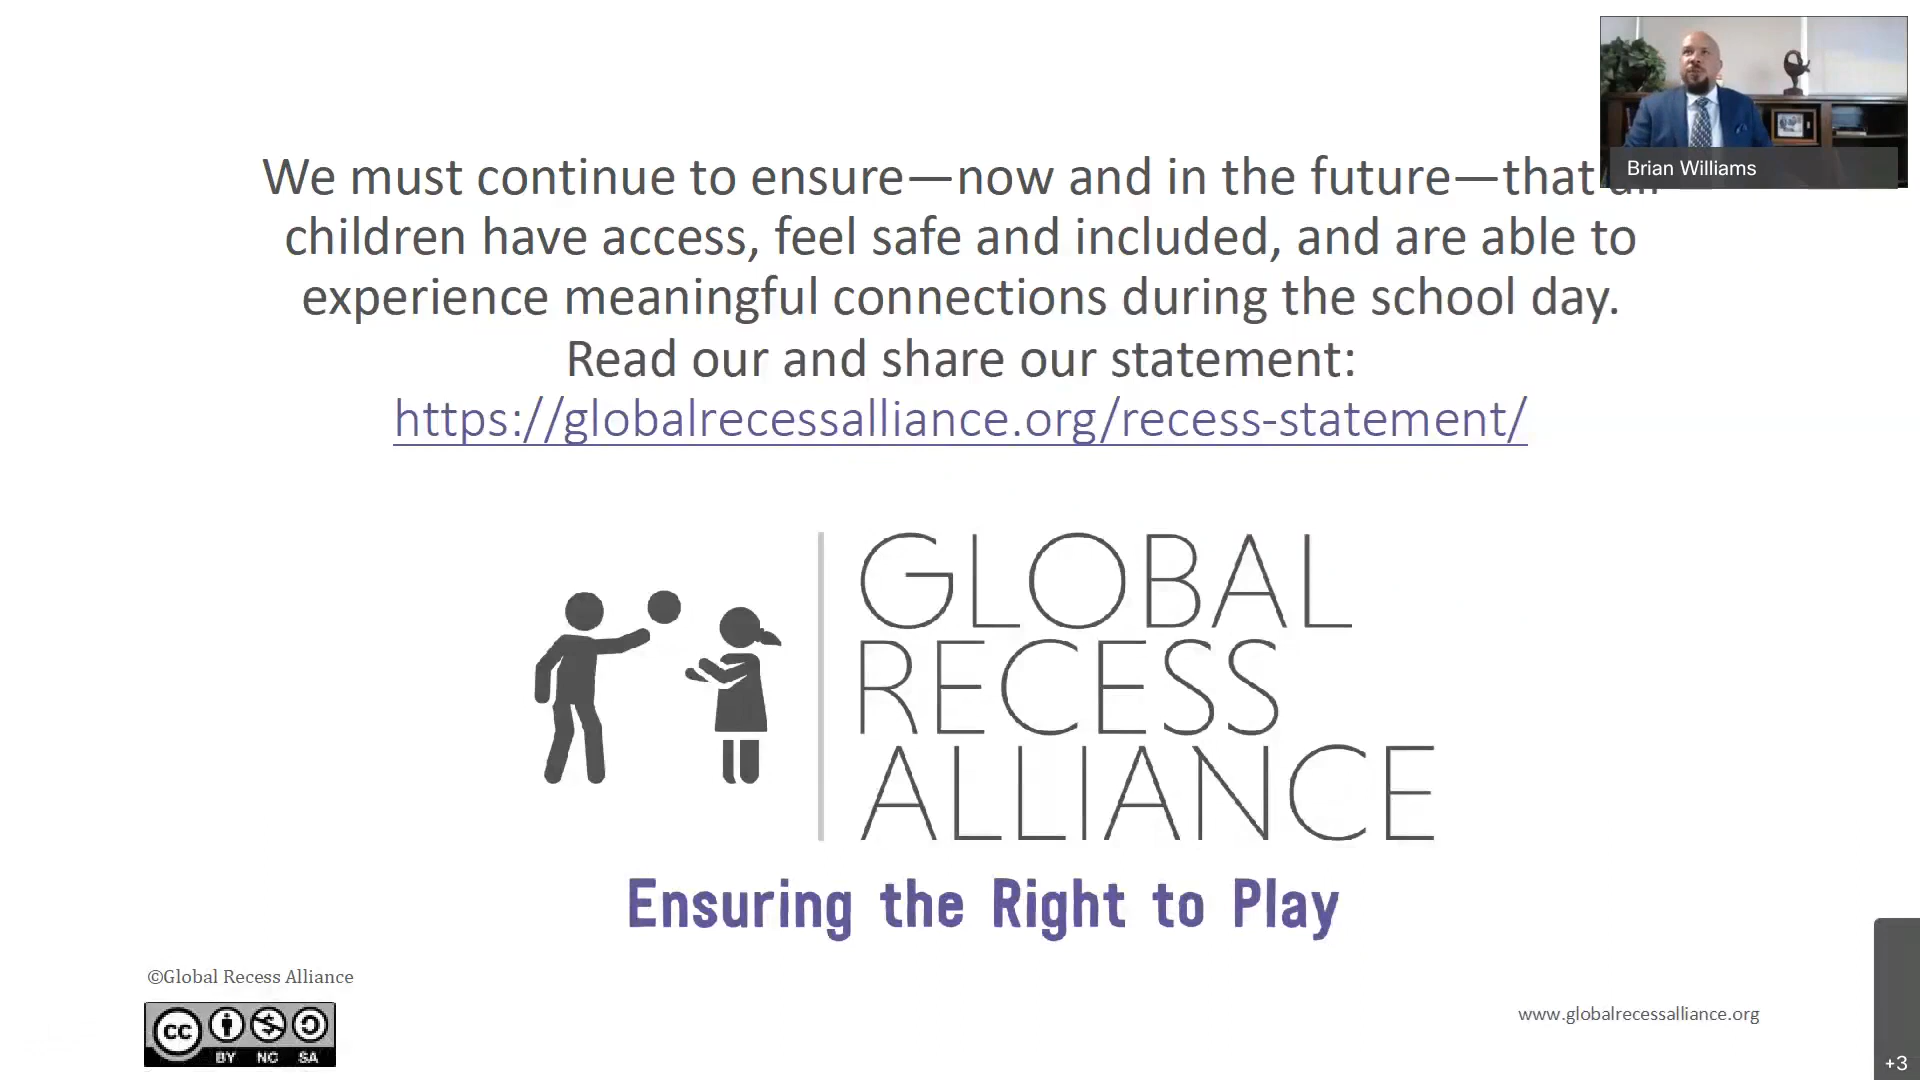 We must continue to ensure—now and in the future—that
children have access, feel safe and included, and are able to
experience meaningful connections during the school day.
Read our and share our statement:
https://globalrecessalliance.org/recess-statement/
Brian Williams
GLOBAL
RECESS
ALLIANCE
Ensuring the Right to Play
©Global Recess Alliance
cc
BY NC SA
www.globalrecessalliance.org
+3